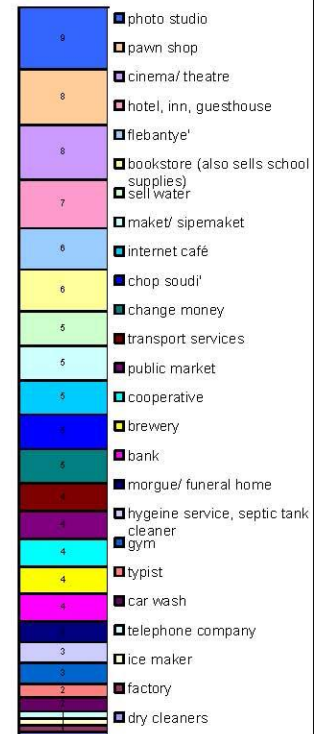 9
photo studio
8
pawn shop
8
cinema/ theatre
7
hotel, inn, guesthouse
6
flebantye'
6
bookstore (also sells school
supplies)
5
sell water
5
maket/ sipemaket
5
internet café
chop soudi'
5
change money
4
transport services
4
public market
4
cooperative
4
brewery
4
bank
morgue/ funeral home
3
hygeine service, septic tank
cleaner
3
gym
2
typist
car wash
telephone company
ice maker
factory
dry cleaners